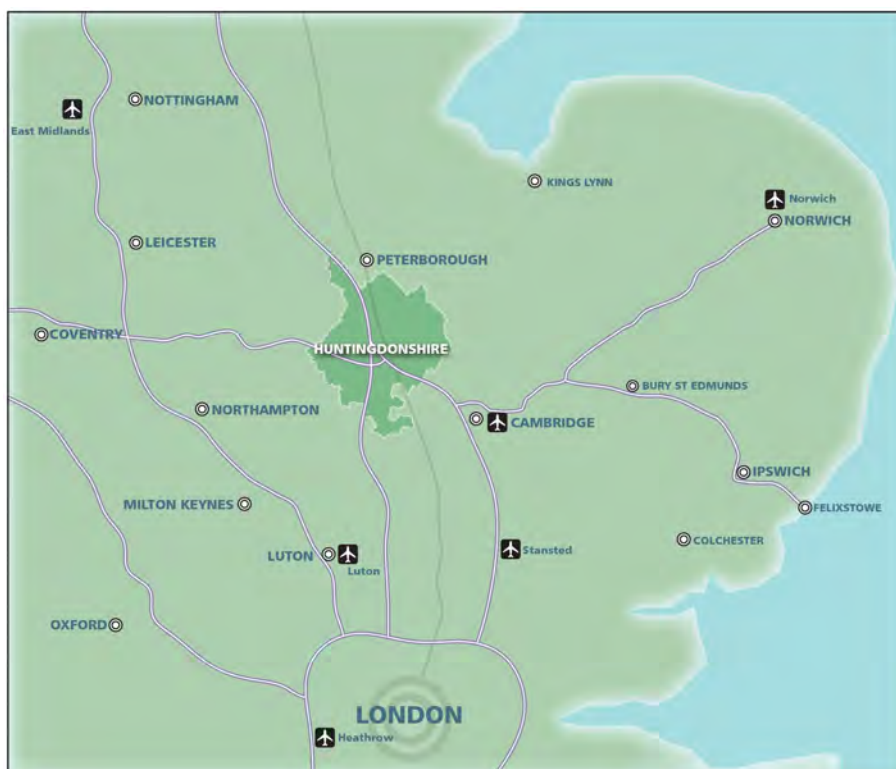 NOTTINGHAM
East Midlands
KINGS LYNN
Norwich
NORWICH
LEICESTER
PETERBOROUGH
COVENTRY
HUNTINGDONSHIRE
BURY ST EDMUNDS
NORTHAMPTON
CAMBRIDGE
IPSWICH
MILTON KEYNES
FELIXSTOWE
COLCHESTER
LUTON
Luton
Stansted
OXFORD
LONDON
Heathrow